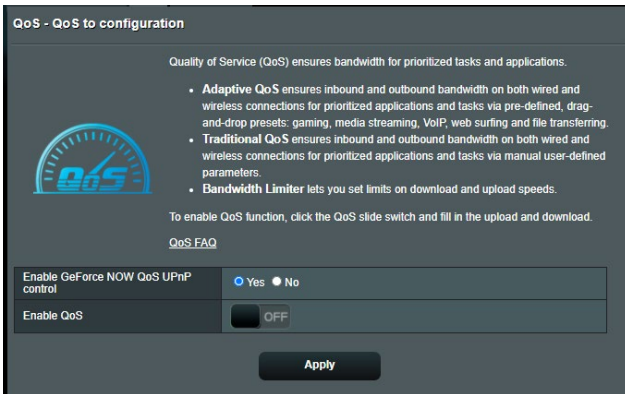 QoS - QoS to configuration
Quality of Service (QoS) ensures bandwidth for prioritized tasks and applications.
• Adaptive QoS ensures inbound and outbound bandwidth on both wired and
wireless connections for prioritized applications and tasks via pre-defined, drag-
and-drop presets: gaming, media streaming, VoIP, web surfing and file transferring.
• Traditional QoS ensures inbound and outbound bandwidth on both wired and
wireless connections for prioritized applications and tasks via manual user-defined
parameters.
• Bandwidth Limiter lets you set limits on download and upload speeds.
QoS
To enable QoS function, click the QoS slide switch and fill in the upload and download.
QoS FAQ
Enable GeForce NOW QoS UPnP
control
Yes No
Enable QoS
OFF
Apply